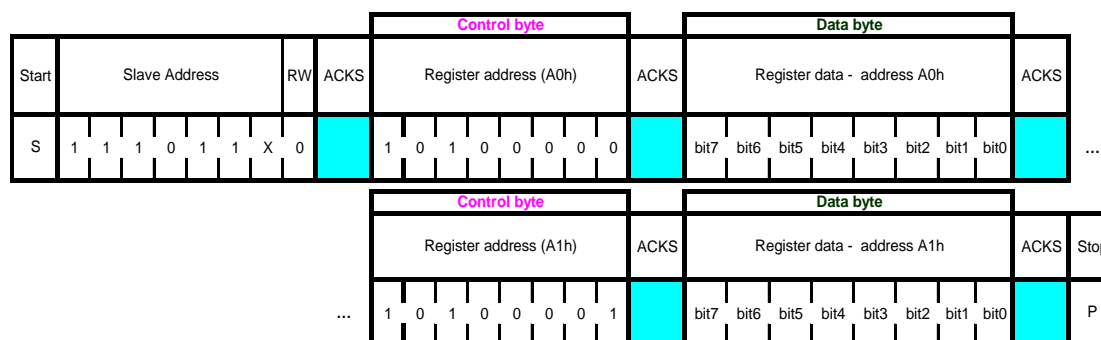 Control byte Data byte
Start Slave Address RW ACKS Register address (A0h) ACKS Register data - address A0h ACKS
S 1 1 1 0 1 1 X 0 1 0 1 0 0 0 0 0 bit7 bit6 bit5 bit4 bit3 bit2 bit1 bit0 ...
Control byte Data byte
Register address (A1h) ACKS Register data - address A1h ACKS Stop
... 1 0 1 0 0 0 0 1 bit7 bit6 bit5 bit4 bit3 bit2 bit1 bit0 P